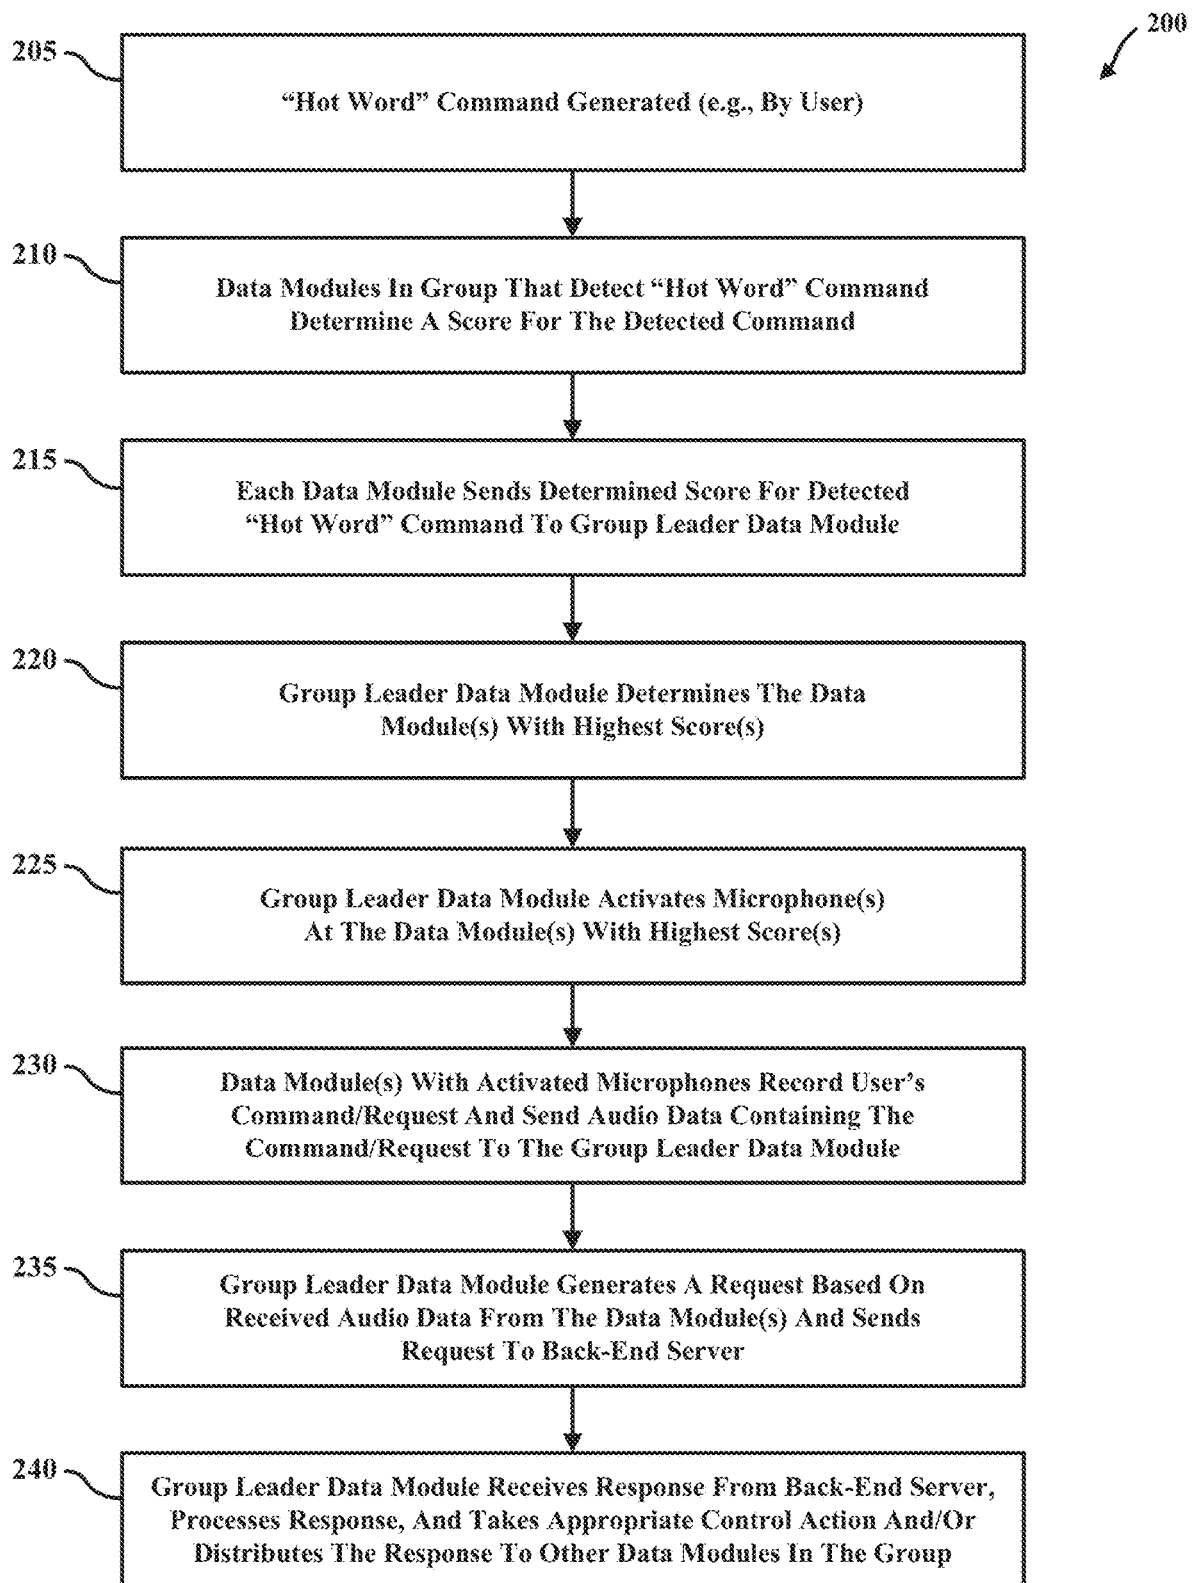 200
205
“Hot Word” Command Generated (e.g., By User)
210
Data Modules In Group That Detect “Hot Word” Command
Determine A Score For The Detected Command
215
Each Data Module Sends Determined Score For Detected
“Hot Word” Command To Group Leader Data Module
220
Group Leader Data Module Determines The Data
Module(s) With Highest Score(s)
225
Group Leader Data Module Activates Microphone(s)
At The Data Module(s) With Highest Score(s)
230
Data Module(s) With Activated Microphones Record User’s
Command/Request And Send Audio Data Containing The
Command/Request To The Group Leader Data Module
235
Group Leader Data Module Generates A Request Based On
Received Audio Data From The Data Module(s) And Sends
Request To Back-End Server
240
Group Leader Data Module Receives Response From Back-End Server,
Processes Response, And Takes Appropriate Control Action And/Or
Distributes The Response To Other Data Modules In The Group